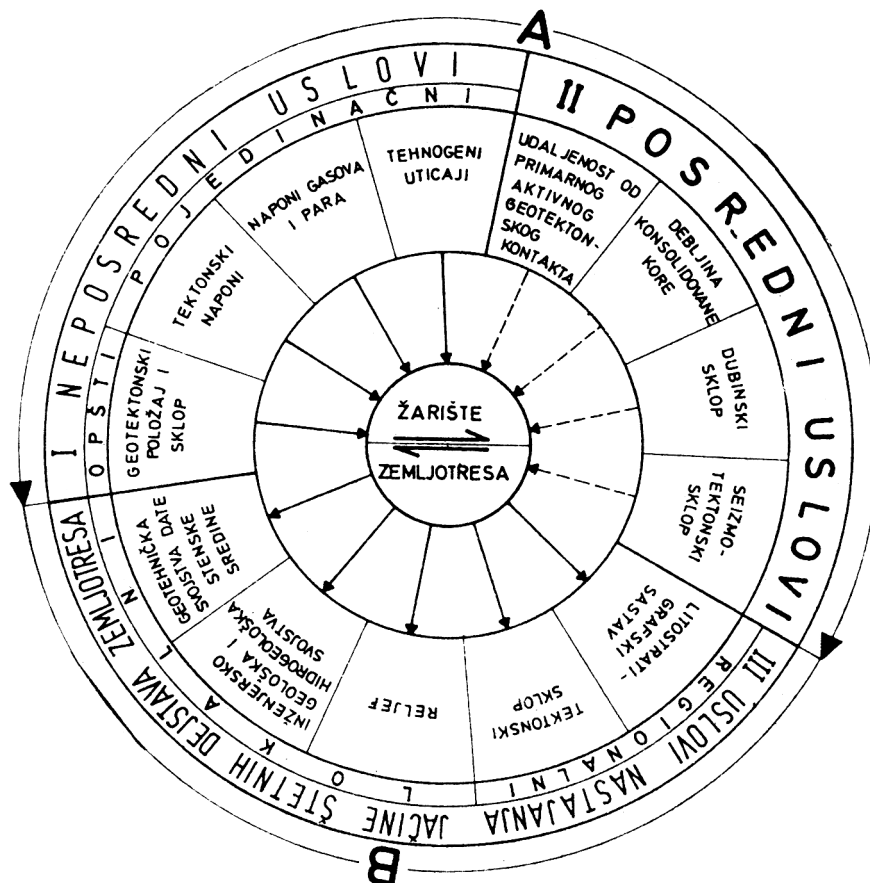 A
I NEPOSREDNI USLOVI
POJEDINAČNI
OPŠTI
TEHNOGENI
UTICAJI
NAPONI GASOVA
I PARA
TEKTONSKI
NAPONI
GEOTEKTONSKI
POLOŽAJ I
SKLOP
II POSREDNI USLOVI
UDALJENOST OD
PRIMARNOG
AKTIVNOG
GEOTEKTON-
SKOG
KONTAKTA
DEBLJINA
KONSOLIDOVANE
KORE
DUBINSKI
SKLOP
SEIZMO-
TEKTONSKI
SKLOP
ŽARIŠTE
ZEMLJOTRESA
III USLOVI NASTAJANJA JAČINE ŠTETNIH DEJSTAVA ZEMLJOTRESA
REGIONALNI
LITOSTRATI-
GRAFSKI
SASTAV
TEKTONSKI
SKLOP
LOKALNI
RELJEF
INŽENJERSKO
GEOLOŠKA I
HIDROGEOLOŠKA
SVOJSTVA
GEOTEHNIČKA
SVOJSTVA DATE
STENSKE
SREDINE
B